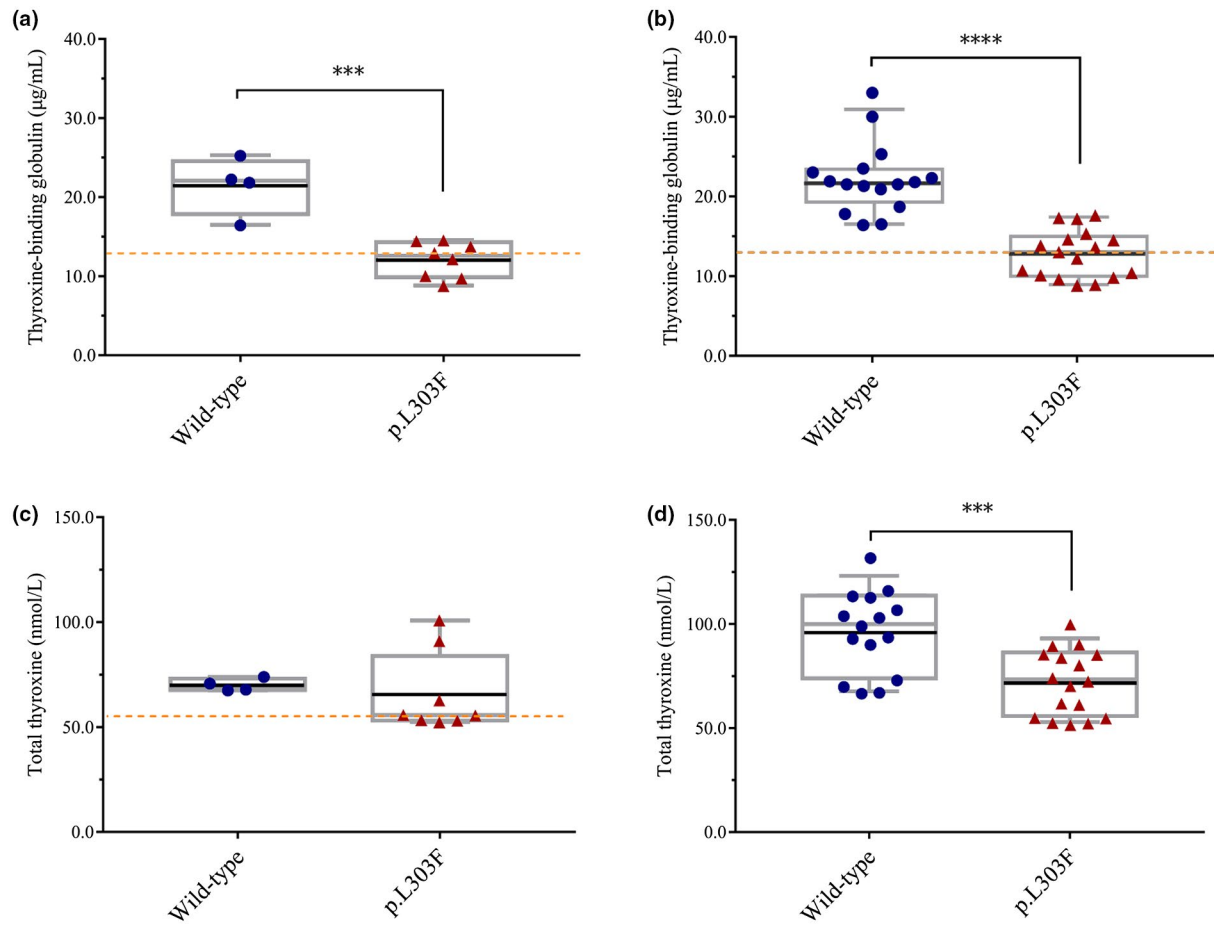 (a)
Thyroxine-binding globulin (µg/mL)
40.0
30.0
20.0
10.0
0.0
***
Wild-type
p.L303F
(b)
Thyroxine-binding globulin (µg/mL)
40.0
30.0
20.0
10.0
0.0
****
Wild-type
p.L303F
(c)
Total thyroxine (nmol/L)
150.0
100.0
50.0
0.0
Wild-type
p.L303F
(d)
Total thyroxine (nmol/L)
150.0
100.0
50.0
0.0
***
Wild-type
p.L303F